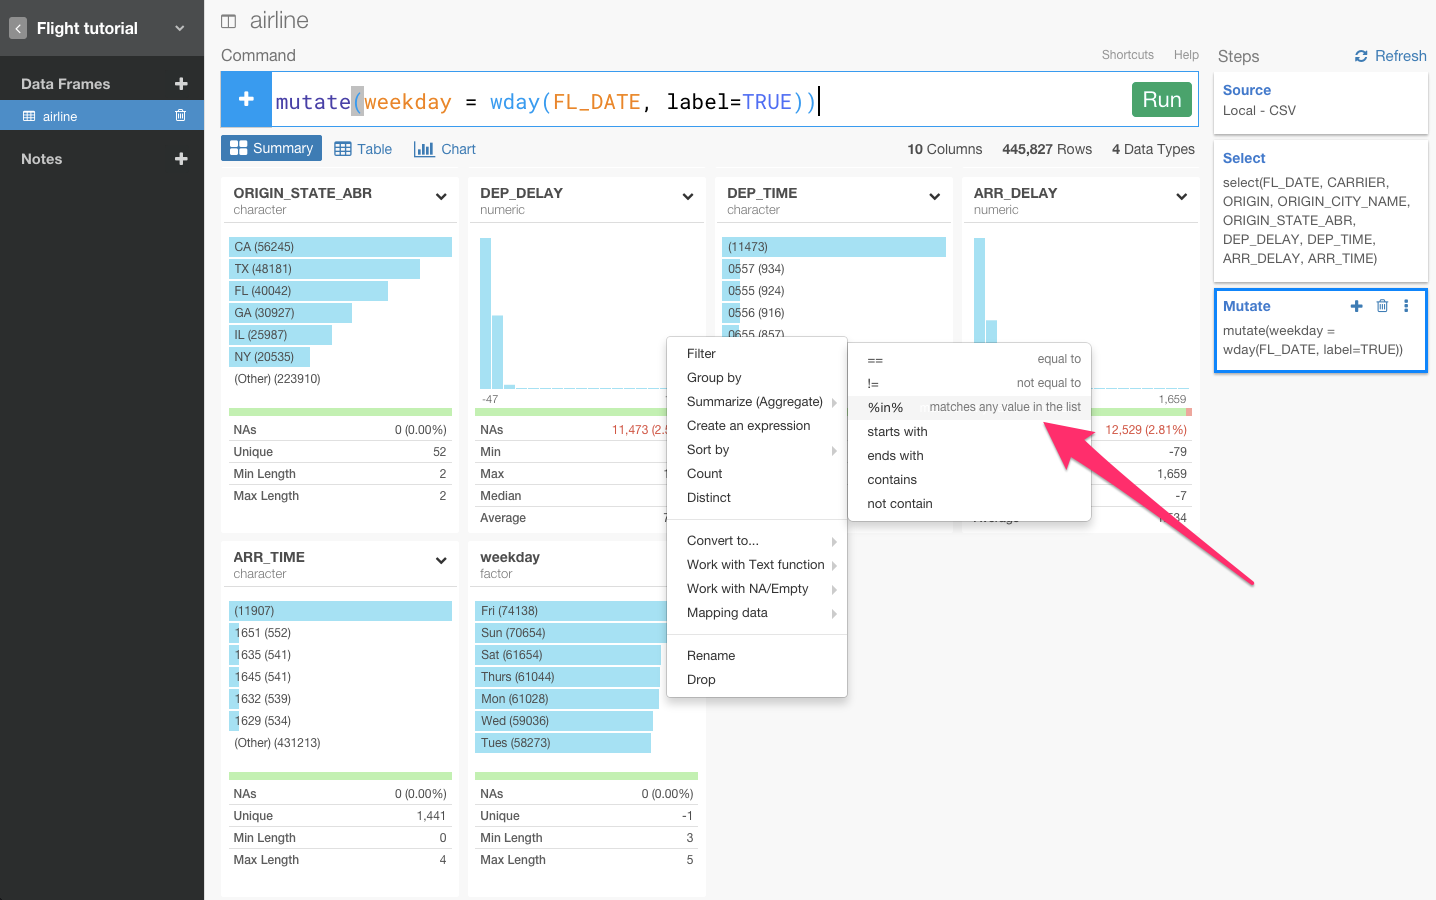 Flight tutorial
Data Frames
airline
Notes
airline
Command
Shortcuts Help
mutate(weekday = wday(FL_DATE, label=TRUE))
Run
Summary Table Chart
10 Columns 445,827 Rows 4 Data Types
ORIGIN_STATE_ABR
character
CA (56245)
TX (48181)
FL (40042)
GA (30927)
IL (25987)
NY (20535)
(Other) (223910)
NAs 0 (0.00%)
Unique 52
Min Length 2
Max Length 2
DEP_DELAY
numeric
-47
NAs 11,473
Min
Max
Median
Average
DEP_TIME
character
(11473)
0557 (934)
0555 (924)
0556 (916)
0655 (857)
ARR_DELAY
numeric
1,659
12,529 (2.81%)
-79
1,659
-7
Average
ARR_TIME
character
(11907)
1651 (552)
1635 (541)
1645 (541)
1632 (539)
1629 (534)
(Other) (431213)
NAs 0 (0.00%)
Unique 1,441
Min Length 0
Max Length 4
weekday
factor
Fri (74138)
Sun (70654)
Sat (61654)
Thurs (61044)
Mon (61028)
Wed (59036)
Tues (58273)
NAs 0 (0.00%)
Unique -1
Min Length 3
Max Length 5
Filter
Group by
Summarize (Aggregate)
Create an expression
Sort by
Count
Distinct
Convert to...
Work with Text function
Work with NA/Empty
Mapping data
Rename
Drop
== equal to
!= not equal to
%in% matches any value in the list
starts with
ends with
contains
not contain
Steps
Refresh
Source
Local - CSV
Select
select(FL_DATE, CARRIER,
ORIGIN, ORIGIN_CITY_NAME,
ORIGIN_STATE_ABR,
DEP_DELAY, DEP_TIME,
ARR_DELAY, ARR_TIME)
Mutate
mutate(weekday =
wday(FL_DATE, label=TRUE))